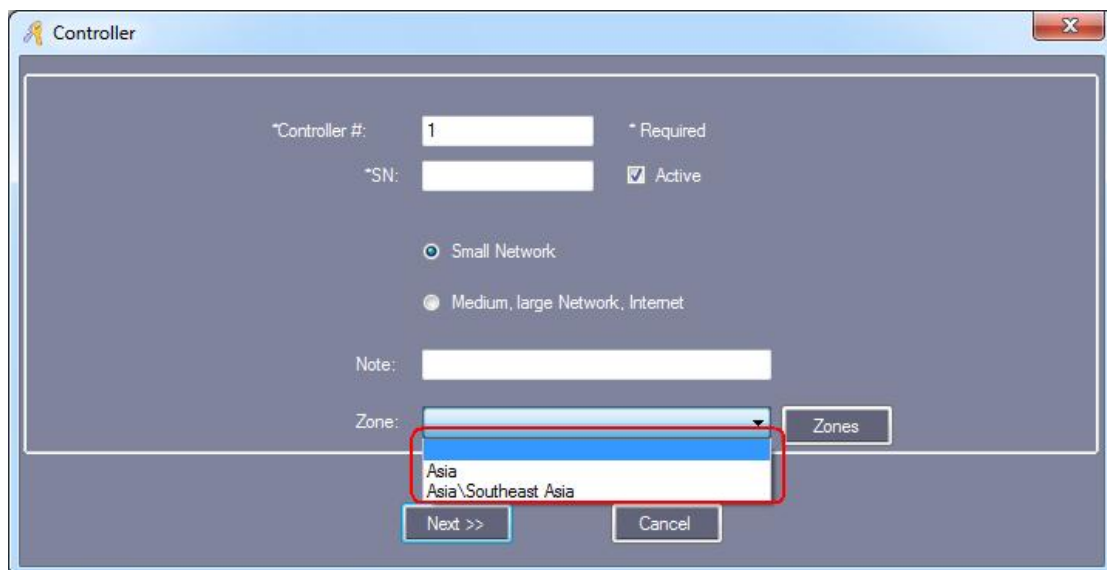 Controller
*Controller #: 1 * Required
*SN: Active
Small Network
Medium, large Network, Internet
Note:
Zone: Zones
Asia
Asia\Southeast Asia
Next >> Cancel